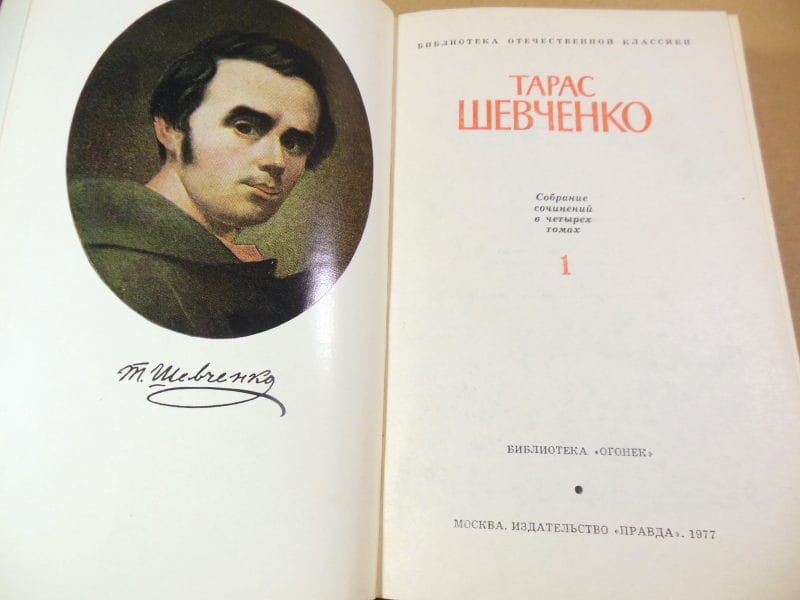 Т. Шевченко
БИБЛИОТЕКА ОТЕЧЕСТВЕННОЙ КЛАССИКИ
ТАРАС
ШЕВЧЕНКО
Собрание
сочинений
в четырех
томах
1
БИБЛИОТЕКА «ОГОНЕК»
МОСКВА. ИЗДАТЕЛЬСТВО «ПРАВДА». 1977